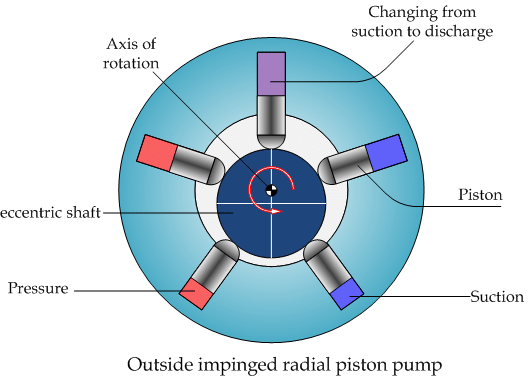 Changing from
suction to discharge
Axis of
rotation
Piston
eccentric shaft
Pressure
Suction
Outside impinged radial piston pump